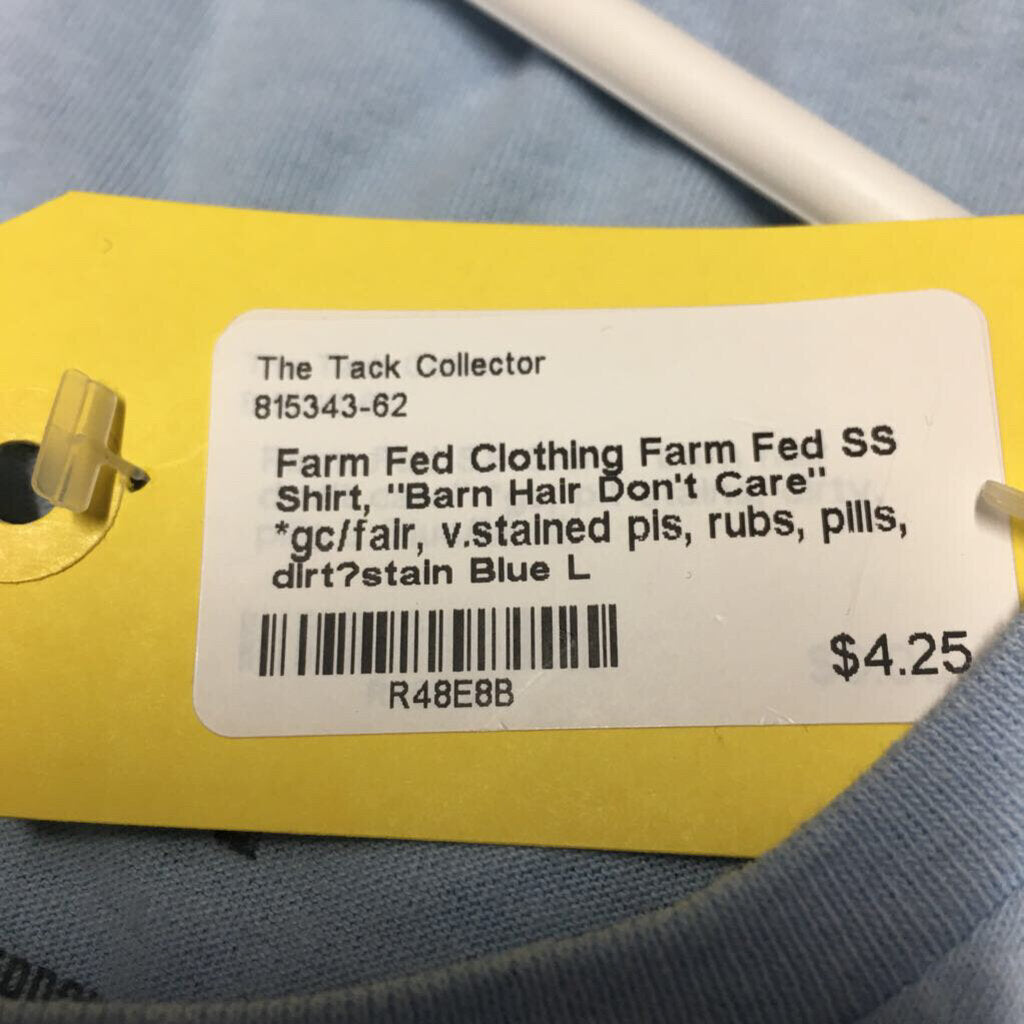 The Tack Collector
815343-62
Farm Fed Clothing Farm Fed SS
Shirt, "Barn Hair Don't Care"
*gc/fair, v.stained pis, rubs, pills,
dirt?stain Blue L
R48E8B
$4.25